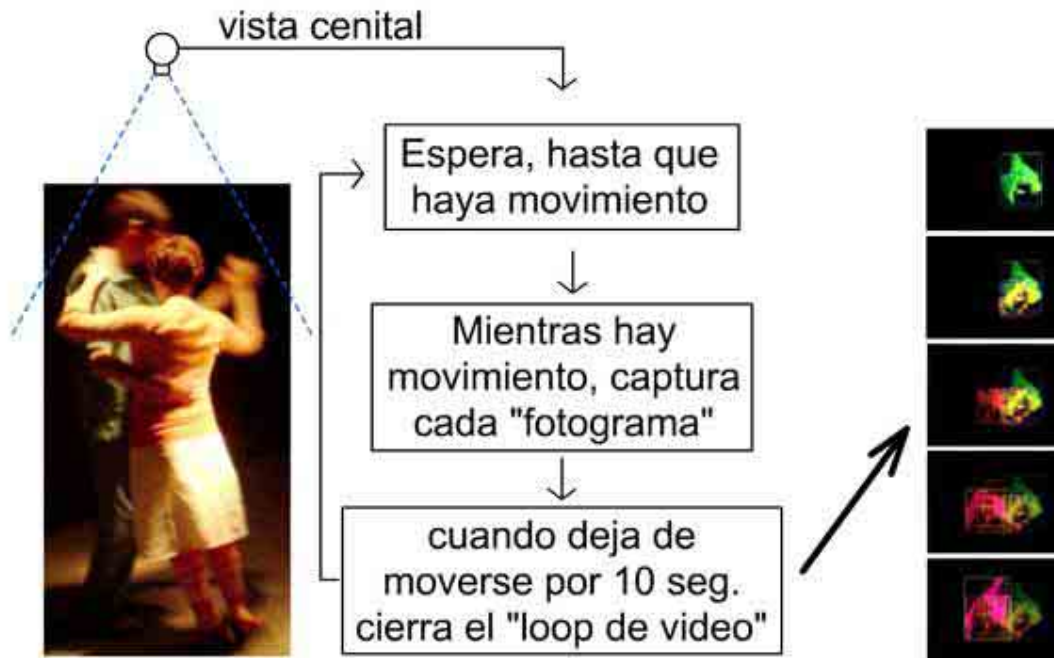 vista cenital
Espera, hasta que
haya movimiento
Mientras hay
movimiento, captura
cada "fotograma"
cuando deja de
moverse por 10 seg.
cierra el "loop de video"